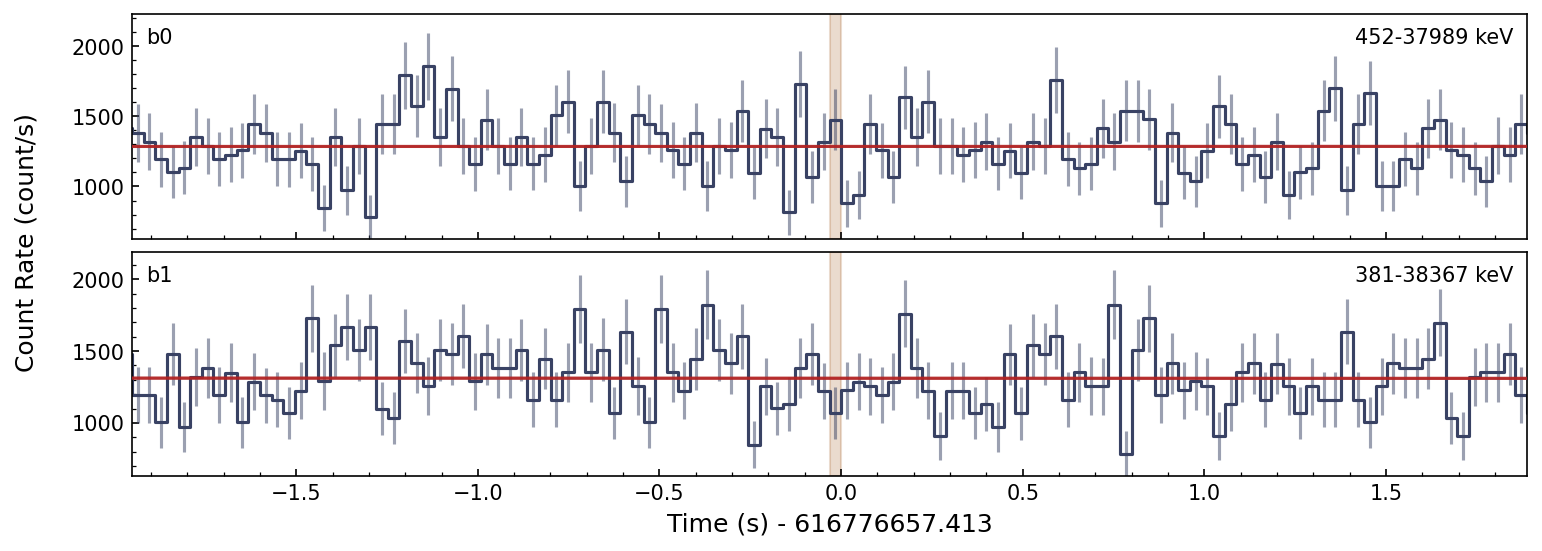 b0
452-37989 keV
2000
1500
1000
b1
381-38367 keV
2000
1500
1000
Count Rate (count/s)
−1.5 −1.0 −0.5 0.0 0.5 1.0 1.5
Time (s) - 616776657.413